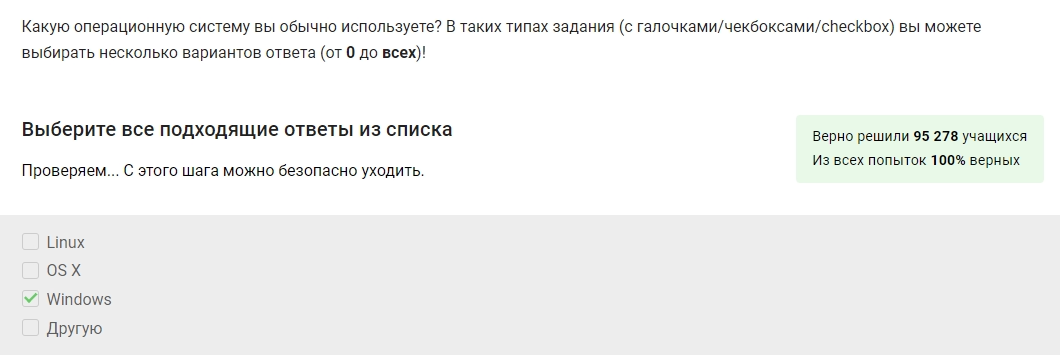 Какую операционную систему вы обычно используете? В таких типах задания (с галочками/чекбоксами/checkbox) вы можете
выбирать несколько вариантов ответа (от 0 до всех)!
Выберите все подходящие ответы из списка
Верно решили 95 278 учащихся
Из всех попыток 100% верных
Проверяем... С этого шага можно безопасно уходить.
Linux
OS X
Windows
Другую